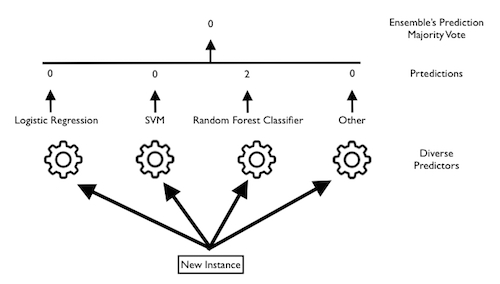 0
Ensemble's Prediction
Majority Vote
0
0
2
0
Prtedictions
Logistic Regression
SVM
Random Forest Classifier
Other
Diverse
Predictors
New Instance